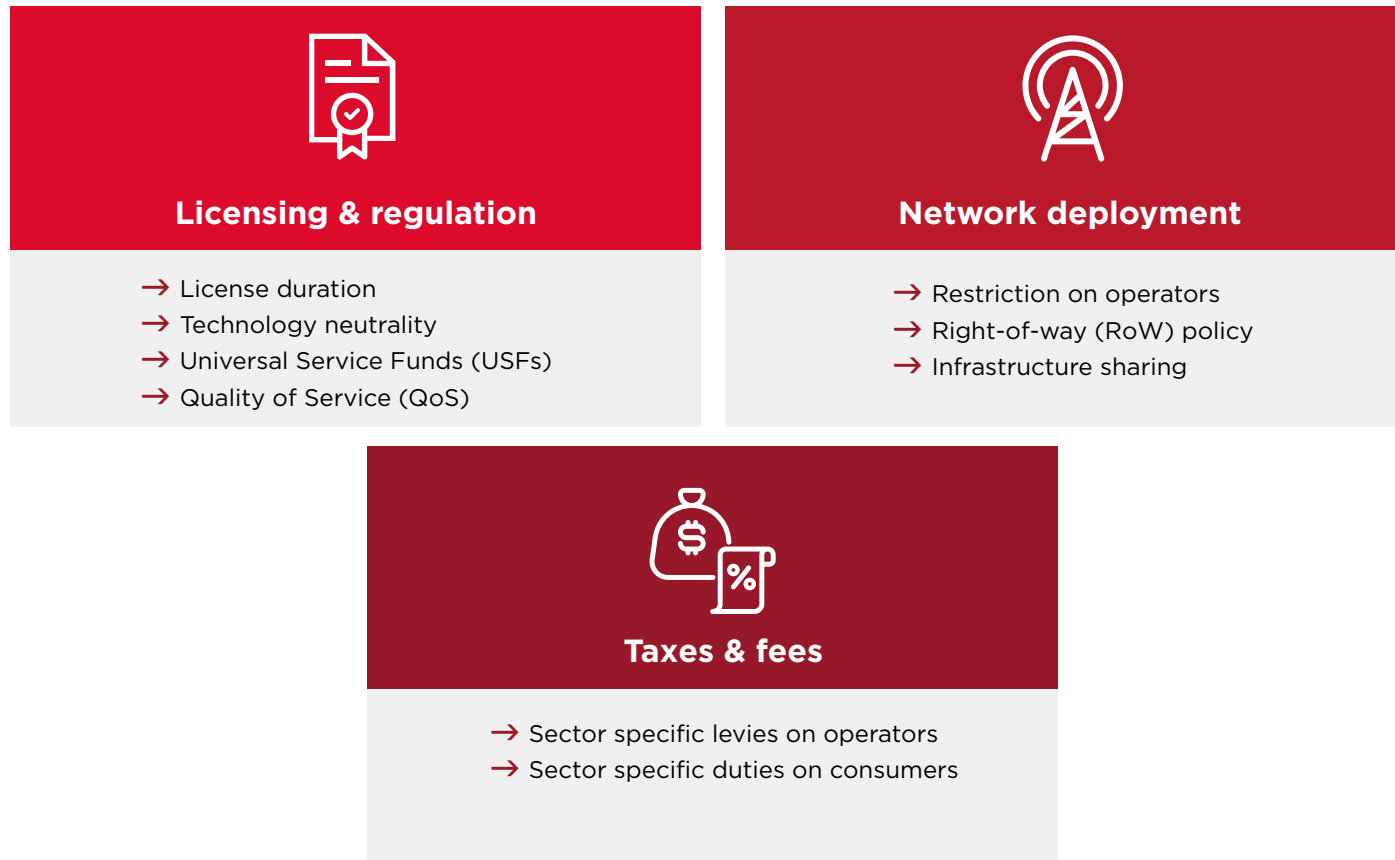 Licensing & regulation
→ License duration
→ Technology neutrality
→ Universal Service Funds (USFs)
→ Quality of Service (QoS)
Network deployment
→ Restriction on operators
→ Right-of-way (RoW) policy
→ Infrastructure sharing
$
%
Taxes & fees
→ Sector specific levies on operators
→ Sector specific duties on consumers